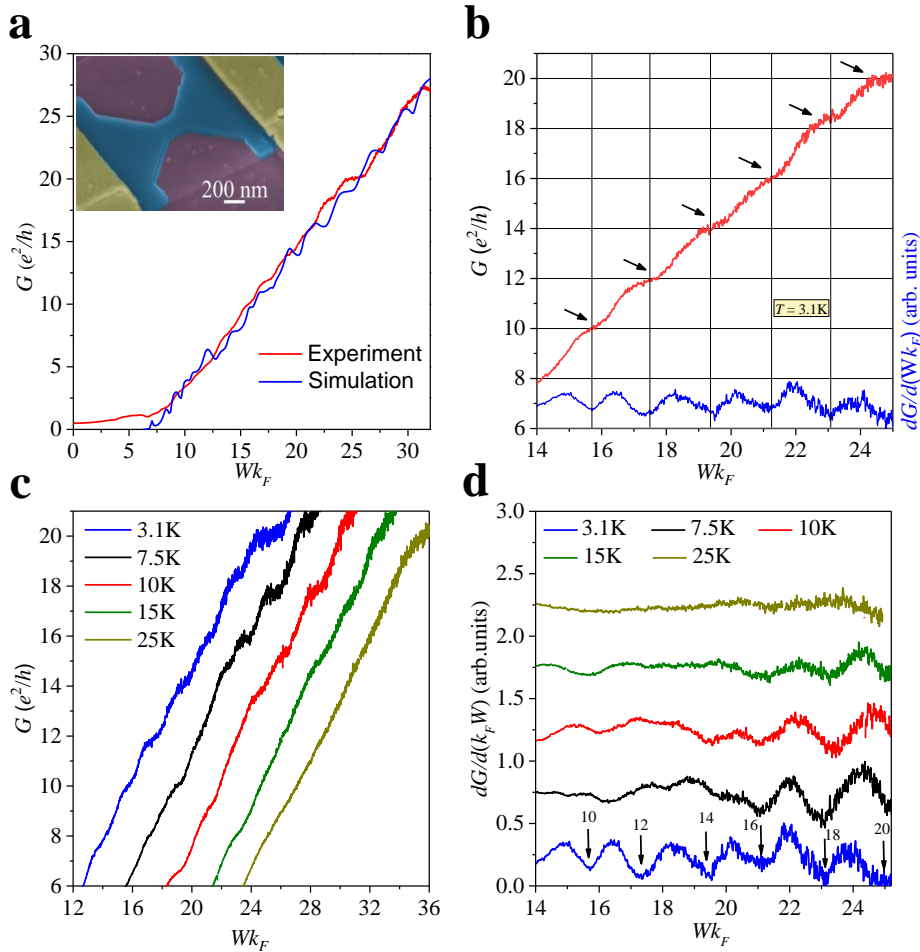 a
30
25
20
15
10
5
0
G (e²/h)
200 nm
Experiment
Simulation
0 5 10 15 20 25 30
Wk_F
b
20
18
16
14
12
10
8
6
G (e²/h)
T = 3.1K
dG/d(Wk_F) (arb. units)
14 16 18 20 22 24
Wk_F
c
20
18
16
14
12
10
8
6
G (e²/h)
3.1K
7.5K
10K
15K
25K
12 16 20 24 28 32 36
Wk_F
d
3.0
2.5
2.0
1.5
1.0
0.5
0.0
dG/d(k_F W) (arb.units)
3.1K 7.5K 10K
15K 25K
10 12 14 16 18 20
14 16 18 20 22 24
Wk_F